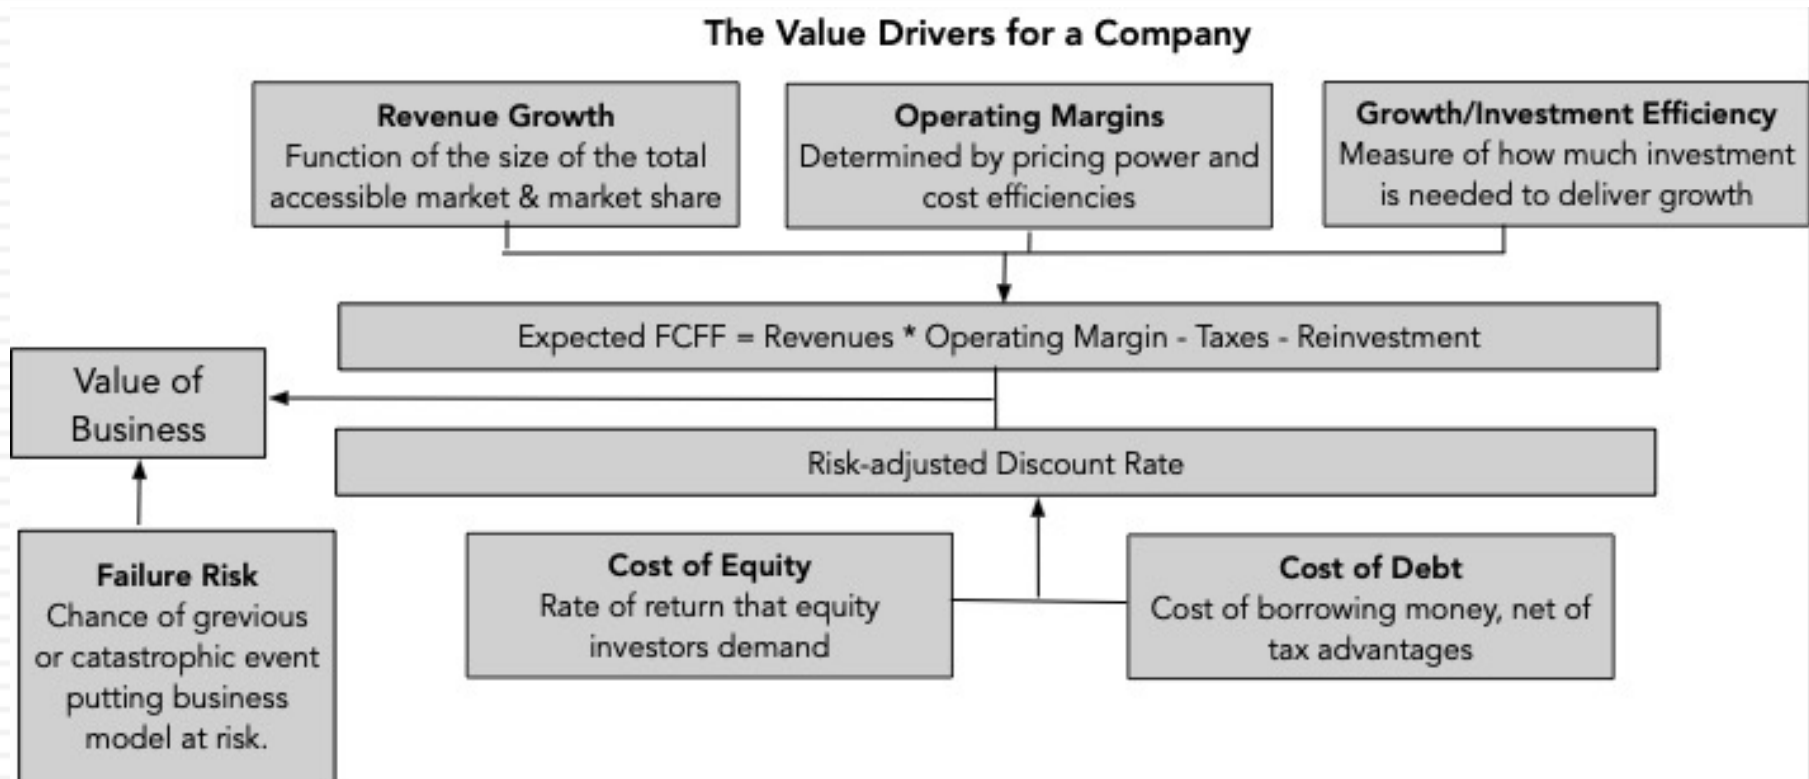 The Value Drivers for a Company
Revenue Growth
Function of the size of the total
accessible market & market share
Operating Margins
Determined by pricing power and
cost efficiencies
Growth/Investment Efficiency
Measure of how much investment
is needed to deliver growth
Expected FCFF = Revenues * Operating Margin - Taxes - Reinvestment
Value of
Business
Risk-adjusted Discount Rate
Failure Risk
Chance of grevious
or catastrophic event
putting business
model at risk.
Cost of Equity
Rate of return that equity
investors demand
Cost of Debt
Cost of borrowing money, net of
tax advantages